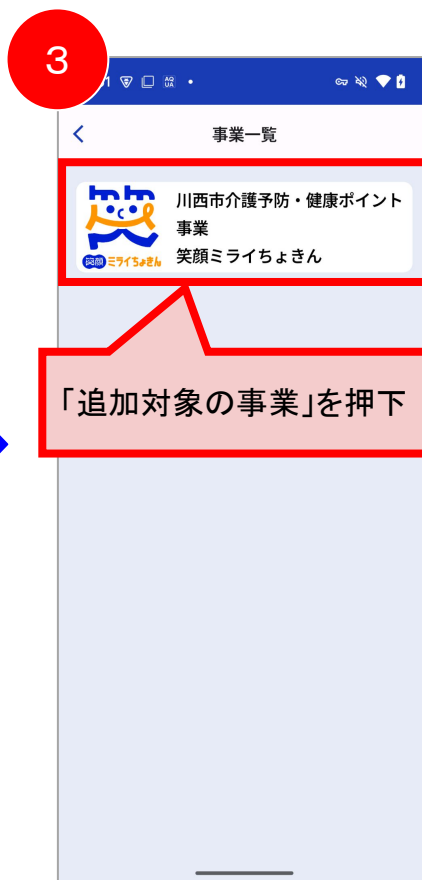 3
事業一覧
川西市介護予防・健康ポイント
事業
笑顔ミライちょきん
笑顔 ミライちょきん
「追加対象の事業」を押下